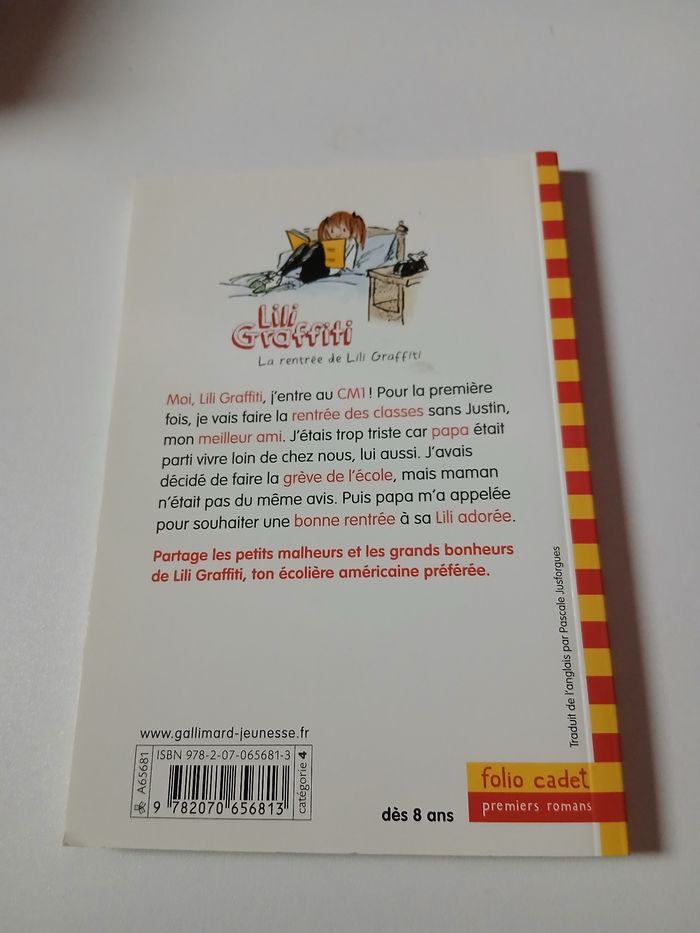 Lili
Graffiti
La rentrée de Lili Graffiti
Moi, Lili Graffiti, j'entre au CM1 ! Pour la première
fois, je vais faire la rentrée des classes sans Justin,
mon meilleur ami. J'étais trop triste car papa était
parti vivre loin de chez nous, lui aussi. J'avais
décidé de faire la grève de l'école, mais maman
n'était pas du même avis. Puis papa m'a appelée
pour souhaiter une bonne rentrée à sa Lili adorée.
Partage les petits malheurs et les grands bonheurs
de Lili Graffiti, ton écolière américaine préférée.
Traduit de l'anglais par Pascale Jusforgues
www.gallimard-jeunesse.fr
A65681
ISBN 978-2-07-065681-3
9 782070 656813
catégorie 4
dès 8 ans
folio cadet
premiers romans